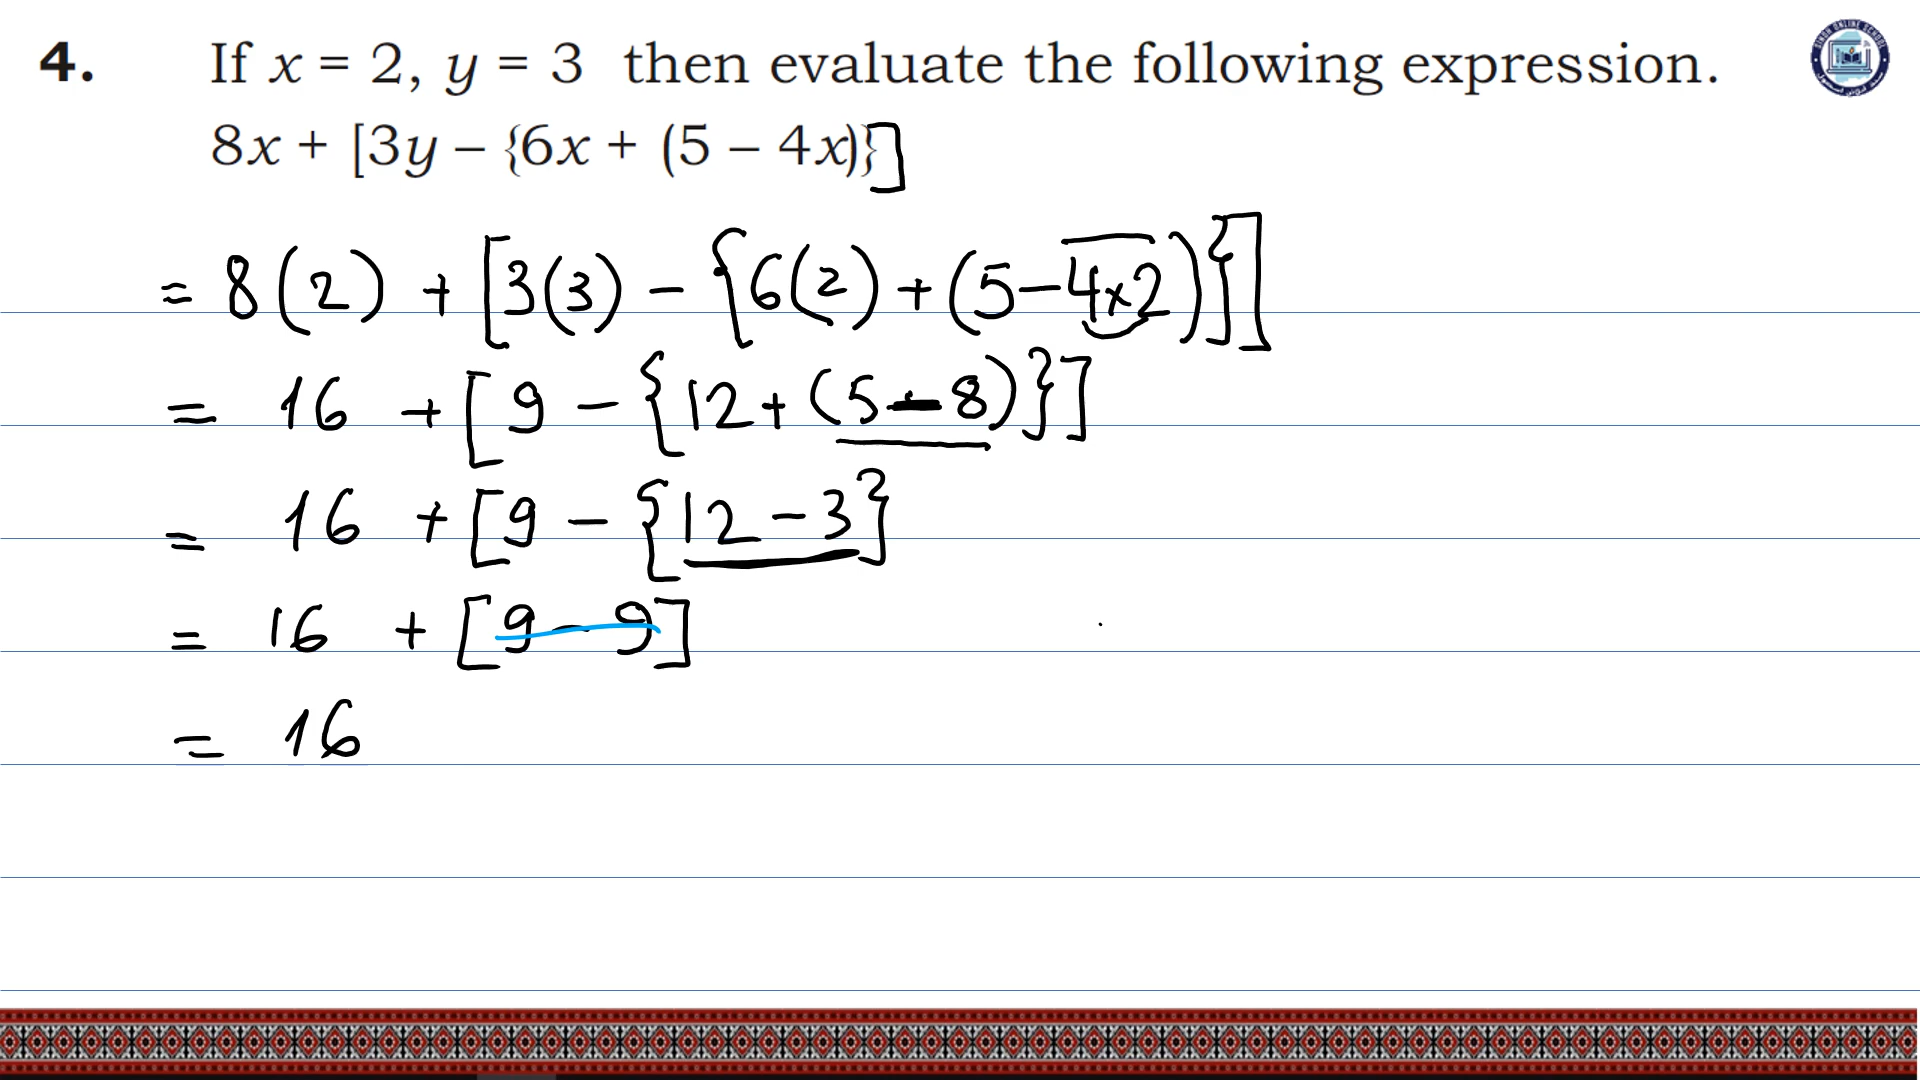 4. If x = 2, y = 3 then evaluate the following expression.
8x + [3y – {6x + (5 – 4x)}]
= 8(2) + [3(3) - {6(2) + (5-4x2)}]
= 16 + [9 - {12 + (5-8)}]
= 16 + [9 - {12 - 3}
= 16 + [9 - 9]
= 16